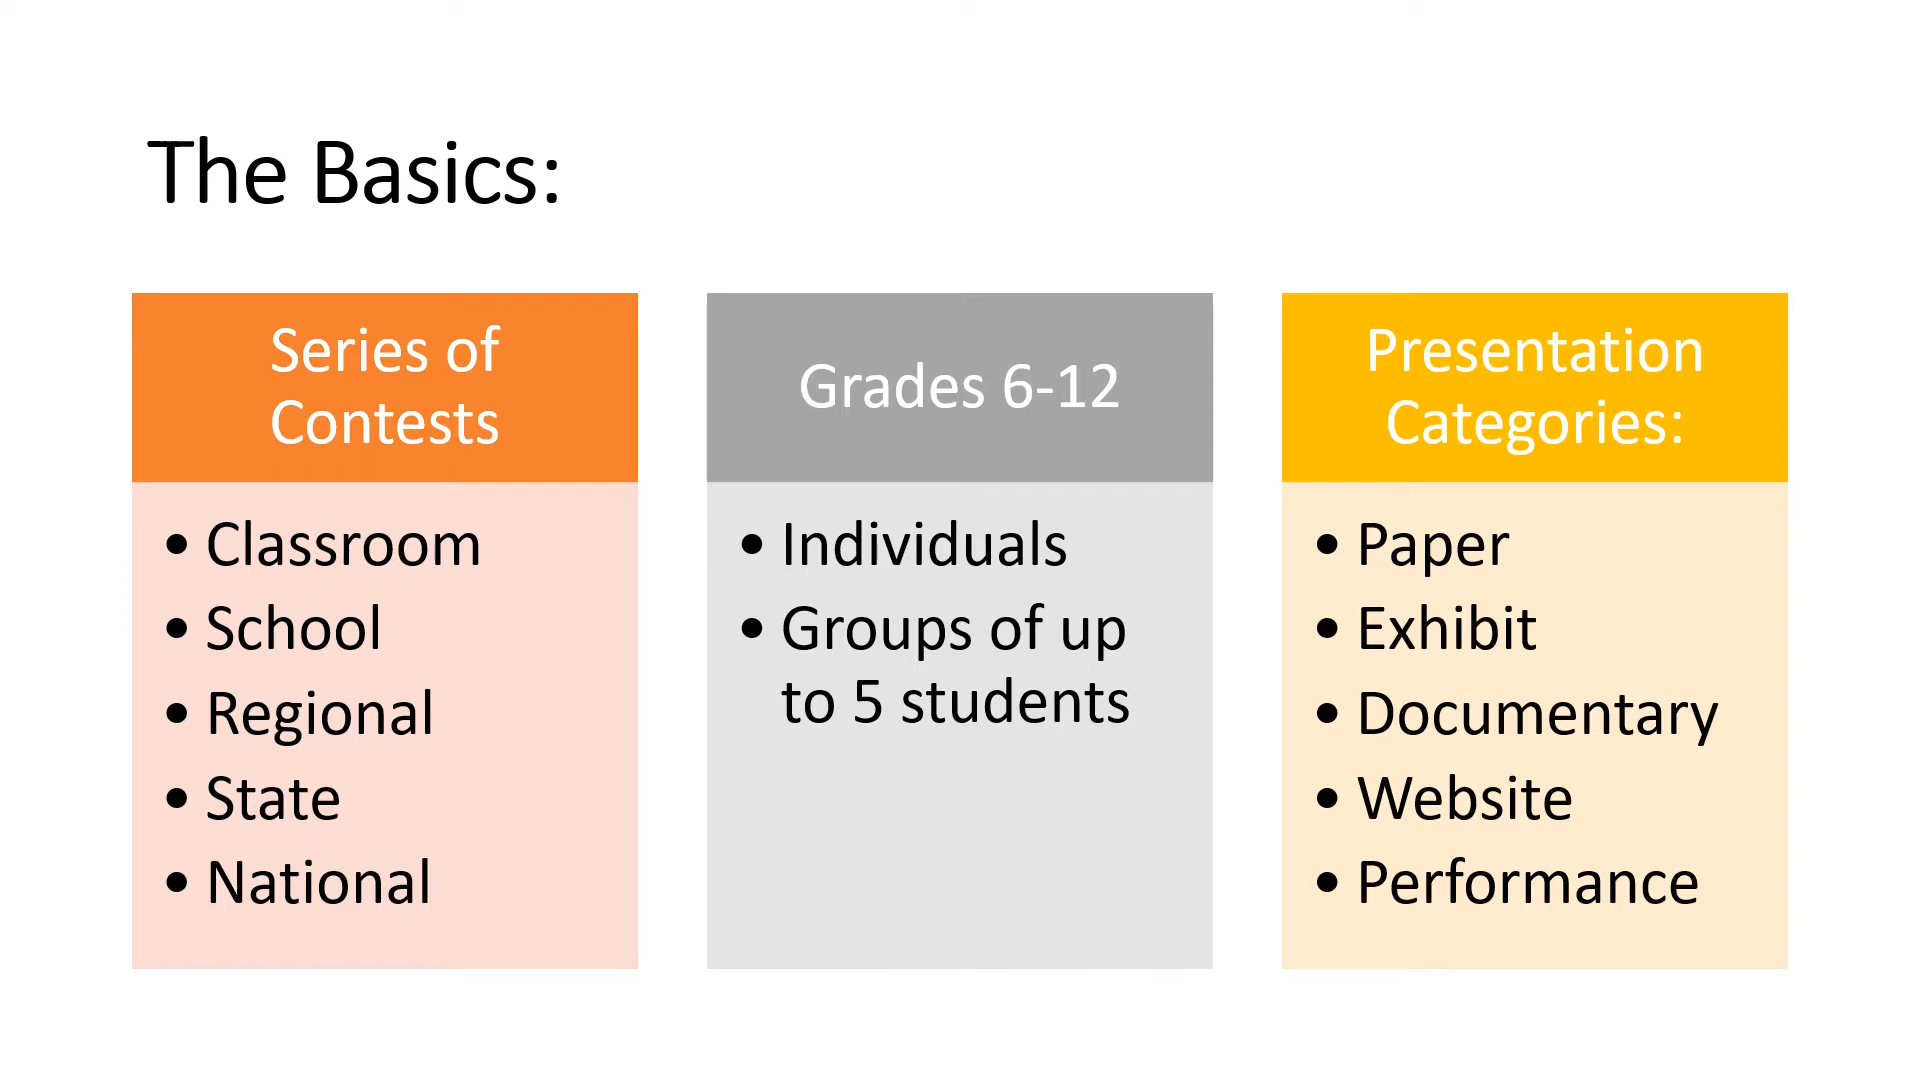 The Basics:
Series of
Contests
• Classroom
• School
• Regional
• State
• National
Grades 6-12
• Individuals
• Groups of up
to 5 students
Presentation
Categories:
• Paper
• Exhibit
• Documentary
• Website
• Performance